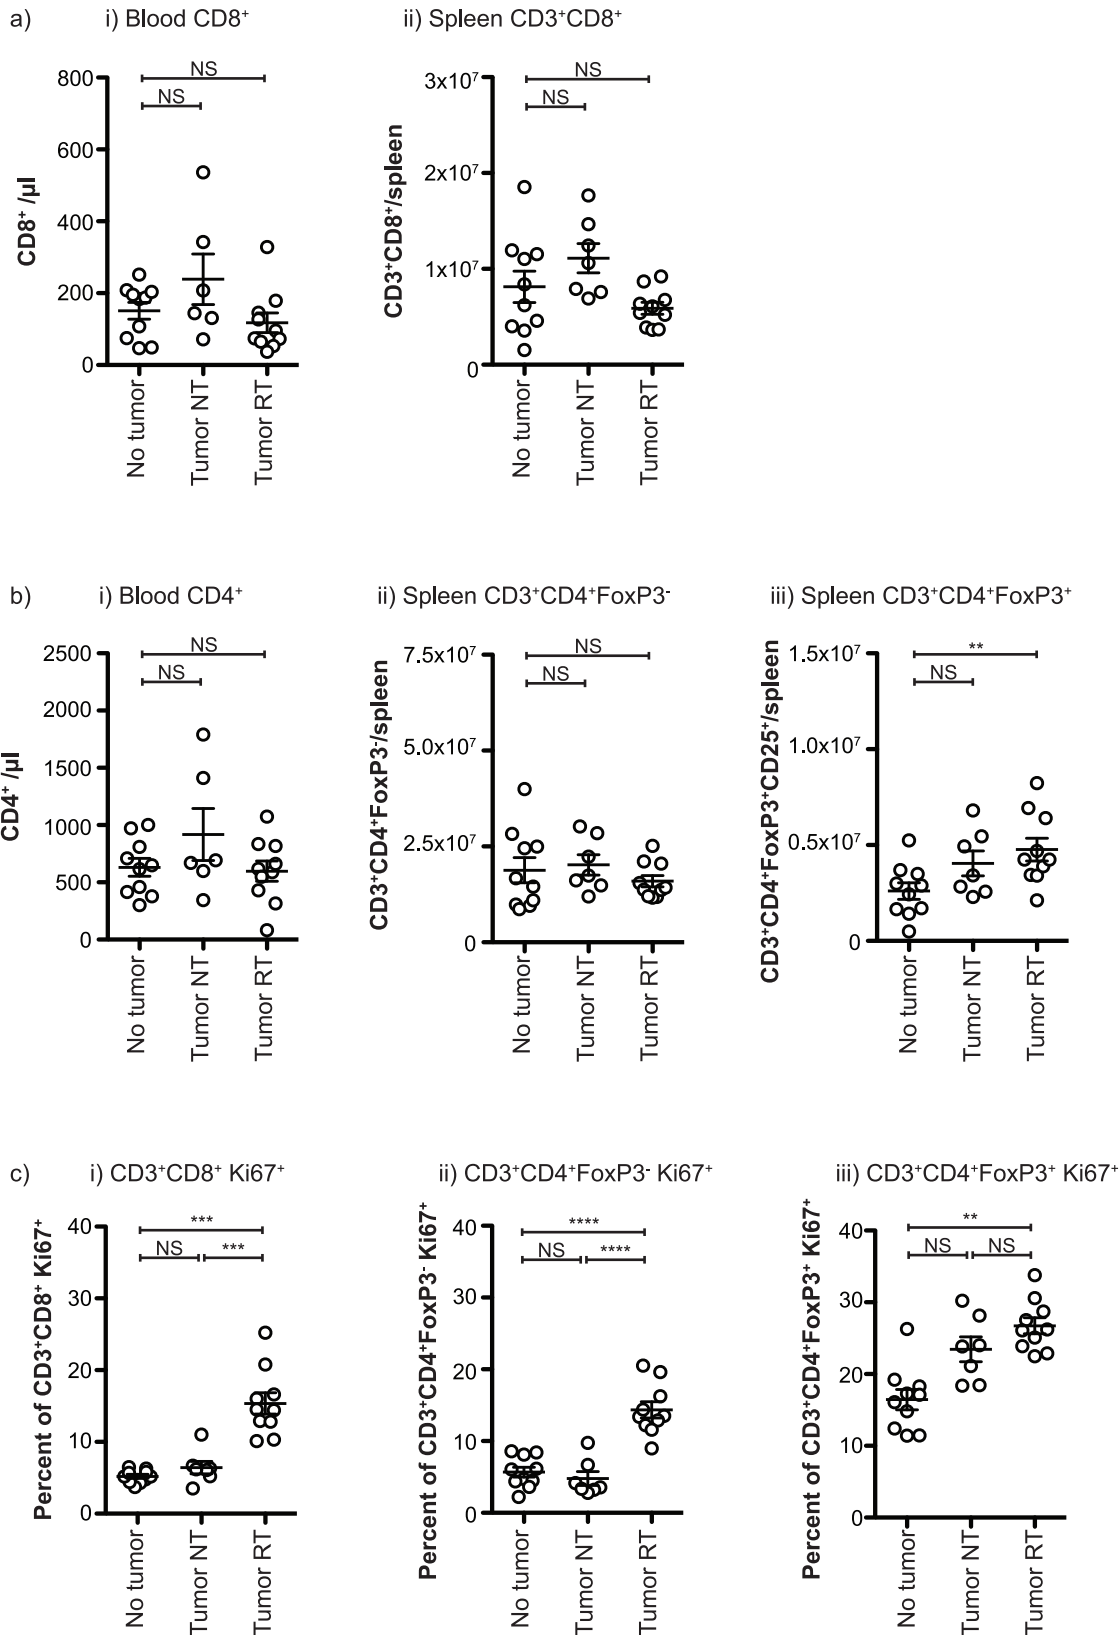 a)
i) Blood CD8⁺
ii) Spleen CD3⁺CD8⁺
CD8⁺ /µl
800
600
400
200
0
NS
NS
No tumor
Tumor NT
Tumor RT
CD3⁺CD8⁺/spleen
3x10⁷
2x10⁷
1x10⁷
0
NS
NS
No tumor
Tumor NT
Tumor RT
b)
i) Blood CD4⁺
ii) Spleen CD3⁺CD4⁺FoxP3⁻
iii) Spleen CD3⁺CD4⁺FoxP3⁺
CD4⁺ /µl
2500
2000
1500
1000
500
0
NS
NS
No tumor
Tumor NT
Tumor RT
CD3⁺CD4⁺FoxP3⁻/spleen
7.5x10⁷
5.0x10⁷
2.5x10⁷
0
NS
NS
No tumor
Tumor NT
Tumor RT
CD3⁺CD4⁺FoxP3⁺CD25⁺/spleen
1.5x10⁷
1.0x10⁷
0.5x10⁷
0
**
NS
No tumor
Tumor NT
Tumor RT
c)
i) CD3⁺CD8⁺ Ki67⁺
ii) CD3⁺CD4⁺FoxP3⁻ Ki67⁺
iii) CD3⁺CD4⁺FoxP3⁺ Ki67⁺
Percent of CD3⁺CD8⁺ Ki67⁺
40
30
20
10
0
***
NS
***
No tumor
Tumor NT
Tumor RT
Percent of CD3⁺CD4⁺FoxP3⁻ Ki67⁺
40
30
20
10
0
****
NS
****
No tumor
Tumor NT
Tumor RT
Percent of CD3⁺CD4⁺FoxP3⁺ Ki67⁺
40
30
20
10
0
**
NS
NS
No tumor
Tumor NT
Tumor RT